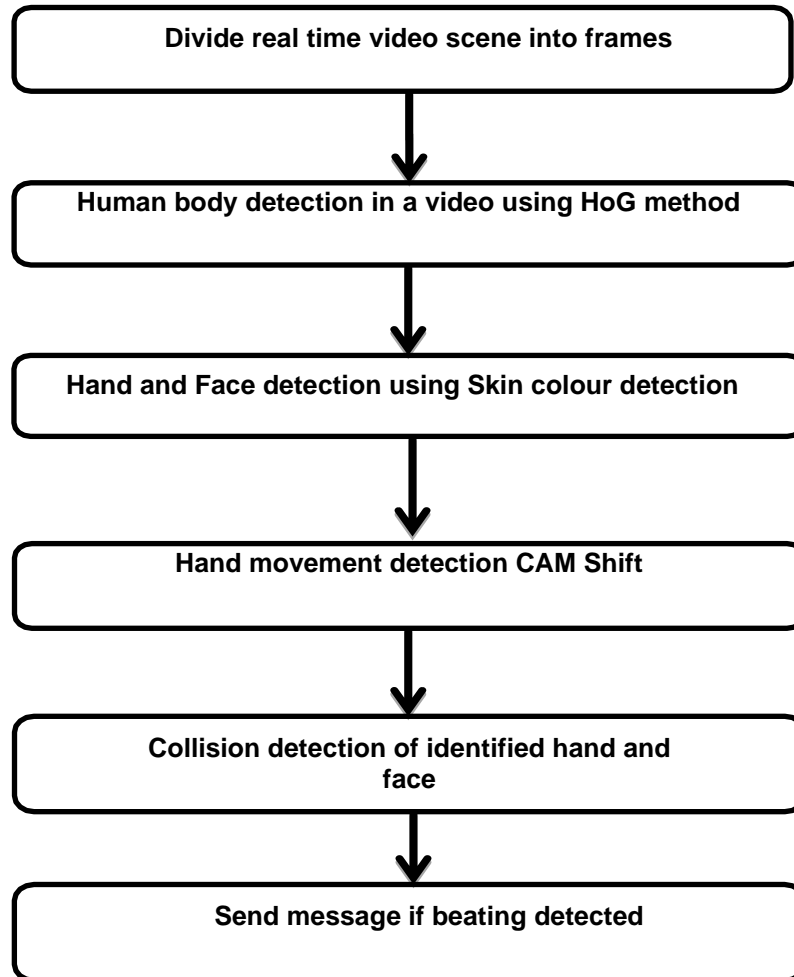 Divide real time video scene into frames
Human body detection in a video using HoG method
Hand and Face detection using Skin colour detection
Hand movement detection CAM Shift
Collision detection of identified hand and
face
Send message if beating detected